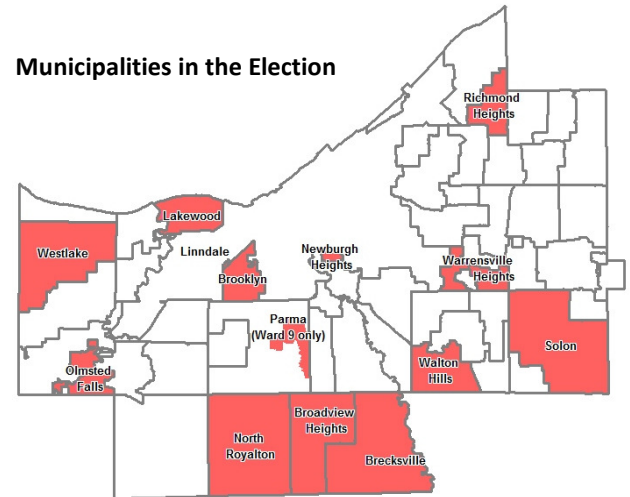 Municipalities in the Election
Richmond
Heights
Lakewood
Westlake
Linndale
Newburgh
Heights
Warrensville
Heights
Brooklyn
Parma
(Ward 9 only)
Solon
Olmsted
Falls
Walton
Hills
Broadview
Heights
North
Royalton
Brecksville